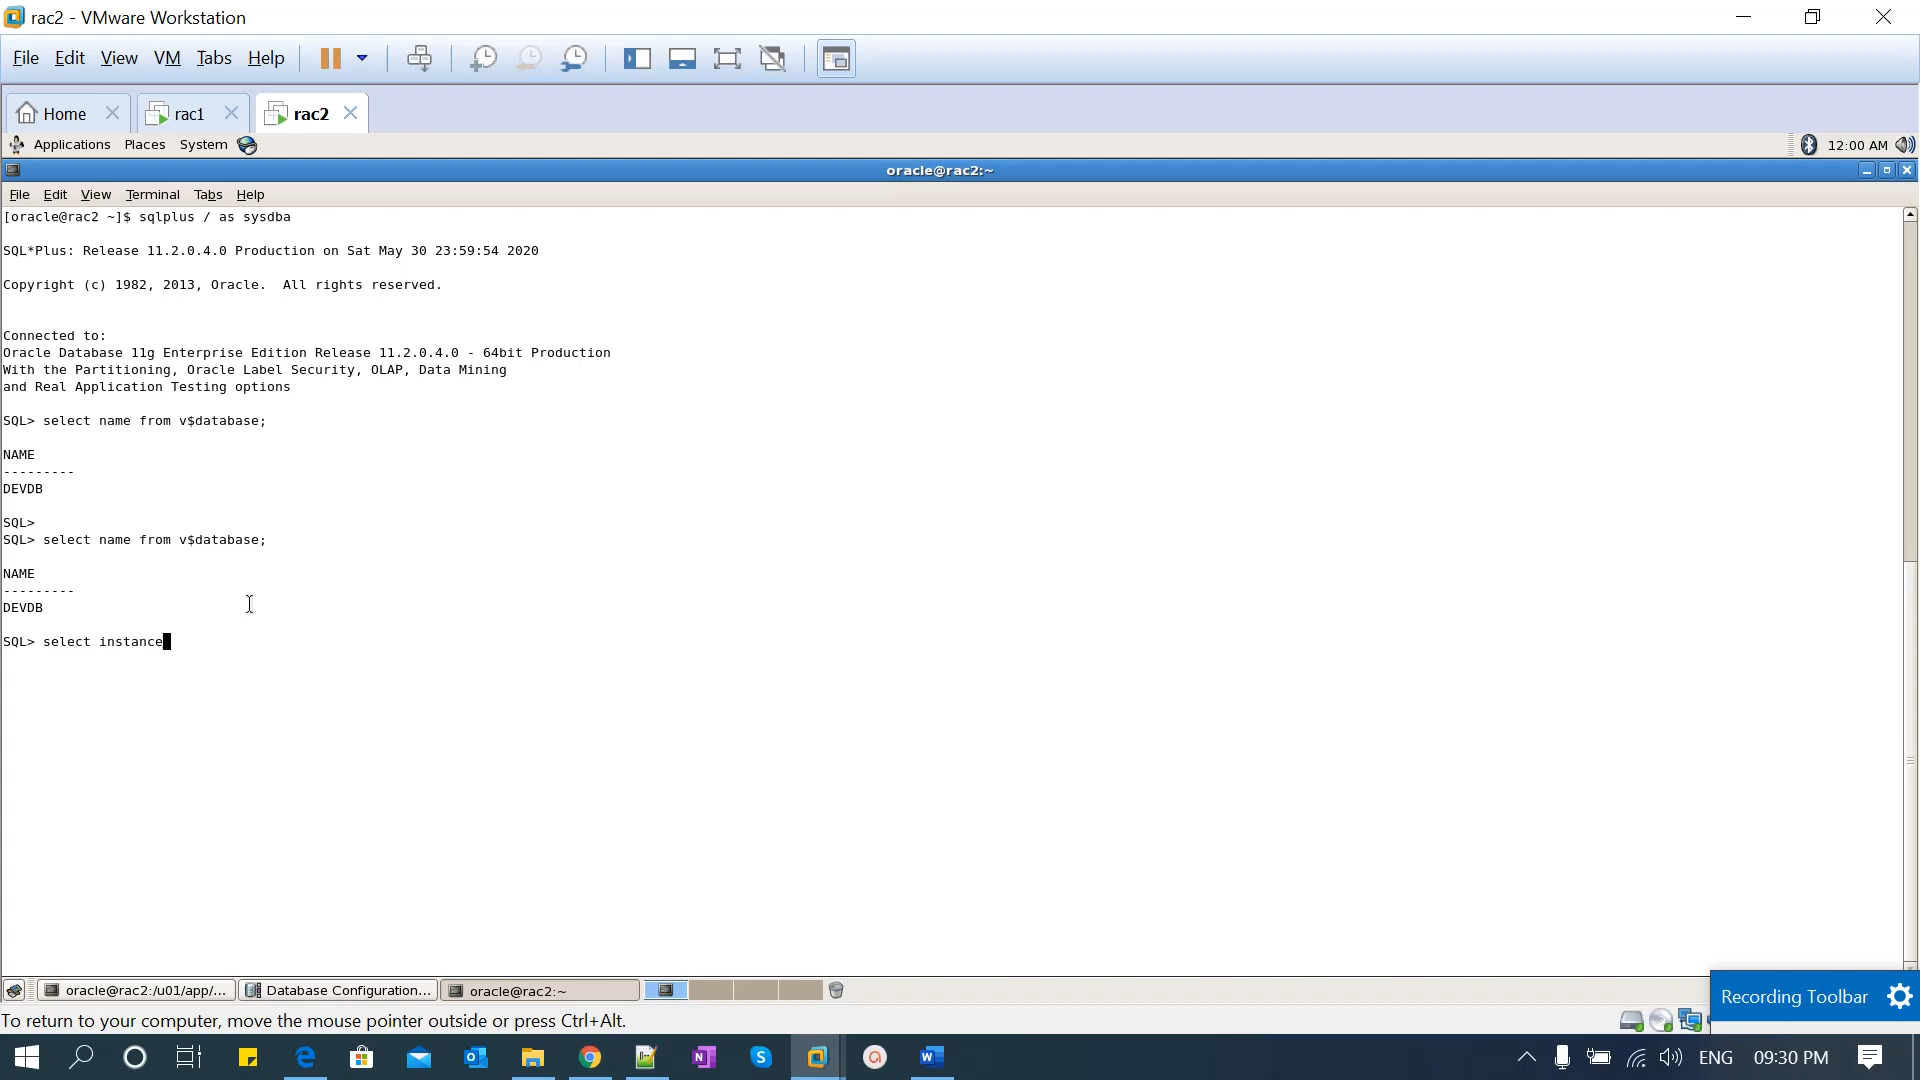 rac2 - VMware Workstation
File Edit View VM Tabs Help
Home rac1 rac2
Applications Places System 12:00 AM
oracle@rac2:~
File Edit View Terminal Tabs Help
[oracle@rac2 ~]$ sqlplus / as sysdba
SQL*Plus: Release 11.2.0.4.0 Production on Sat May 30 23:59:54 2020
Copyright (c) 1982, 2013, Oracle.  All rights reserved.
Connected to:
Oracle Database 11g Enterprise Edition Release 11.2.0.4.0 - 64bit Production
With the Partitioning, Oracle Label Security, OLAP, Data Mining
and Real Application Testing options
SQL> select name from v$database;
NAME
---------
DEVDB
SQL>
SQL> select name from v$database;
NAME
---------
DEVDB
SQL> select instance
oracle@rac2:/u01/app/... Database Configuration... oracle@rac2:~
Recording Toolbar
To return to your computer, move the mouse pointer outside or press Ctrl+Alt.
ENG 09:30 PM